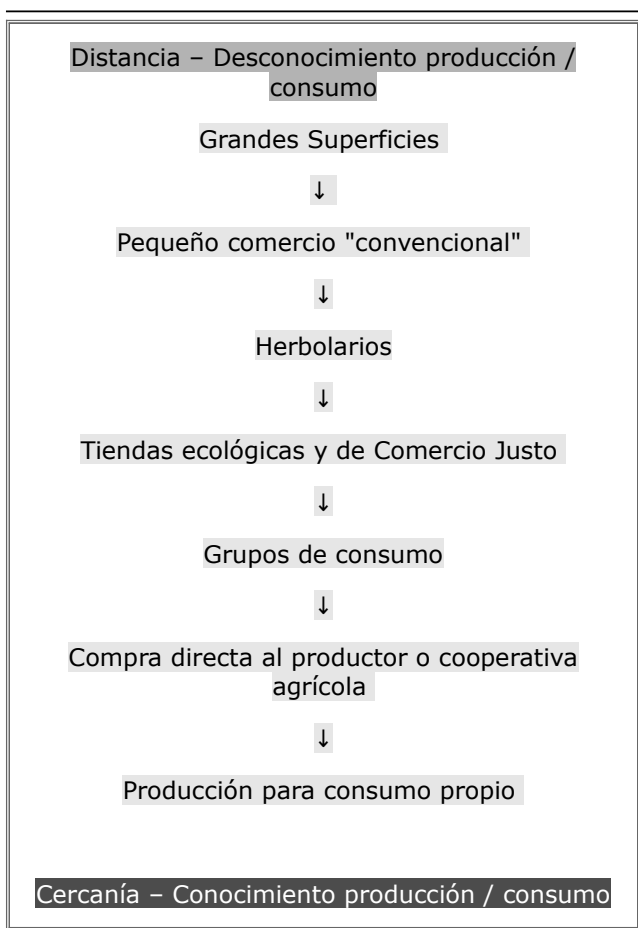 Distancia – Desconocimiento producción /
consumo
Grandes Superficies
↓
Pequeño comercio "convencional"
↓
Herbolarios
↓
Tiendas ecológicas y de Comercio Justo
↓
Grupos de consumo
↓
Compra directa al productor o cooperativa
agrícola
↓
Producción para consumo propio
Cercanía – Conocimiento producción / consumo